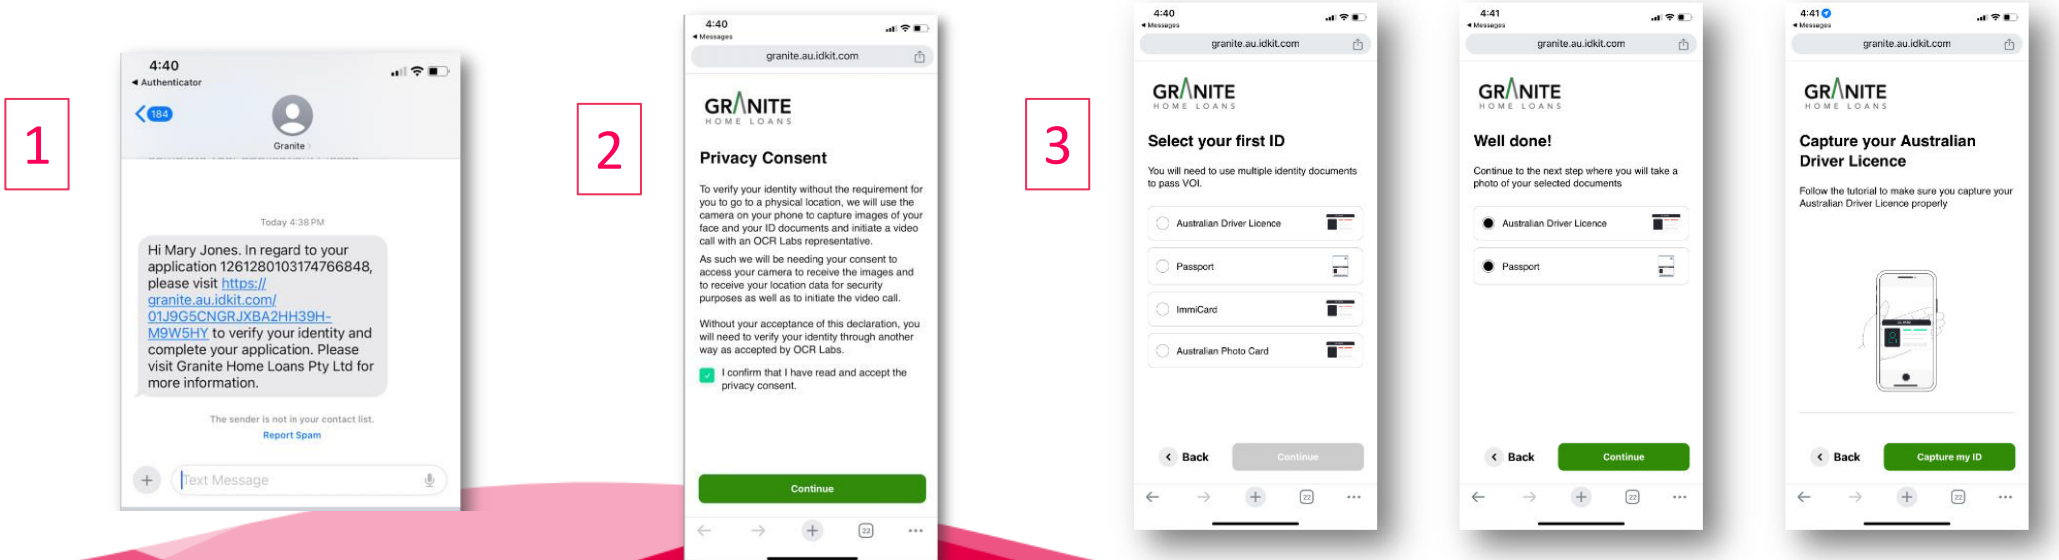 1
4:40
◀ Authenticator
184
Granite
Today 4:38 PM
Hi Mary Jones. In regard to your
application 1261280103174766848,
please visit https://
granite.au.idkit.com/
01J9G5CNGRJXBA2HH39H-
M9W5HY to verify your identity and
complete your application. Please
visit Granite Home Loans Pty Ltd for
more information.
The sender is not in your contact list.
Report Spam
Text Message
2
4:40
◀ Messages
granite.au.idkit.com
GRANITE
HOME LOANS
Privacy Consent
To verify your identity without the requirement for
you to go to a physical location, we will use the
camera on your phone to capture images of your
face and your ID documents and initiate a video
call with an OCR Labs representative.
As such we will be needing your consent to
access your camera to receive the images and
to receive your location data for security
purposes as well as to initiate the video call.
Without your acceptance of this declaration, you
will need to verify your identity through another
way as accepted by OCR Labs.
I confirm that I have read and accept the
privacy consent.
Continue
22
3
4:40
◀ Messages
granite.au.idkit.com
GRANITE
HOME LOANS
Select your first ID
You will need to use multiple identity documents
to pass VOI.
Australian Driver Licence
Passport
ImmiCard
Australian Photo Card
Back
Continue
22
4:41
◀ Messages
granite.au.idkit.com
GRANITE
HOME LOANS
Well done!
Continue to the next step where you will take a
photo of your selected documents
Australian Driver Licence
Passport
Back
Continue
22
4:41
◀ Messages
granite.au.idkit.com
GRANITE
HOME LOANS
Capture your Australian
Driver Licence
Follow the tutorial to make sure you capture your
Australian Driver Licence properly
Back
Capture my ID
22